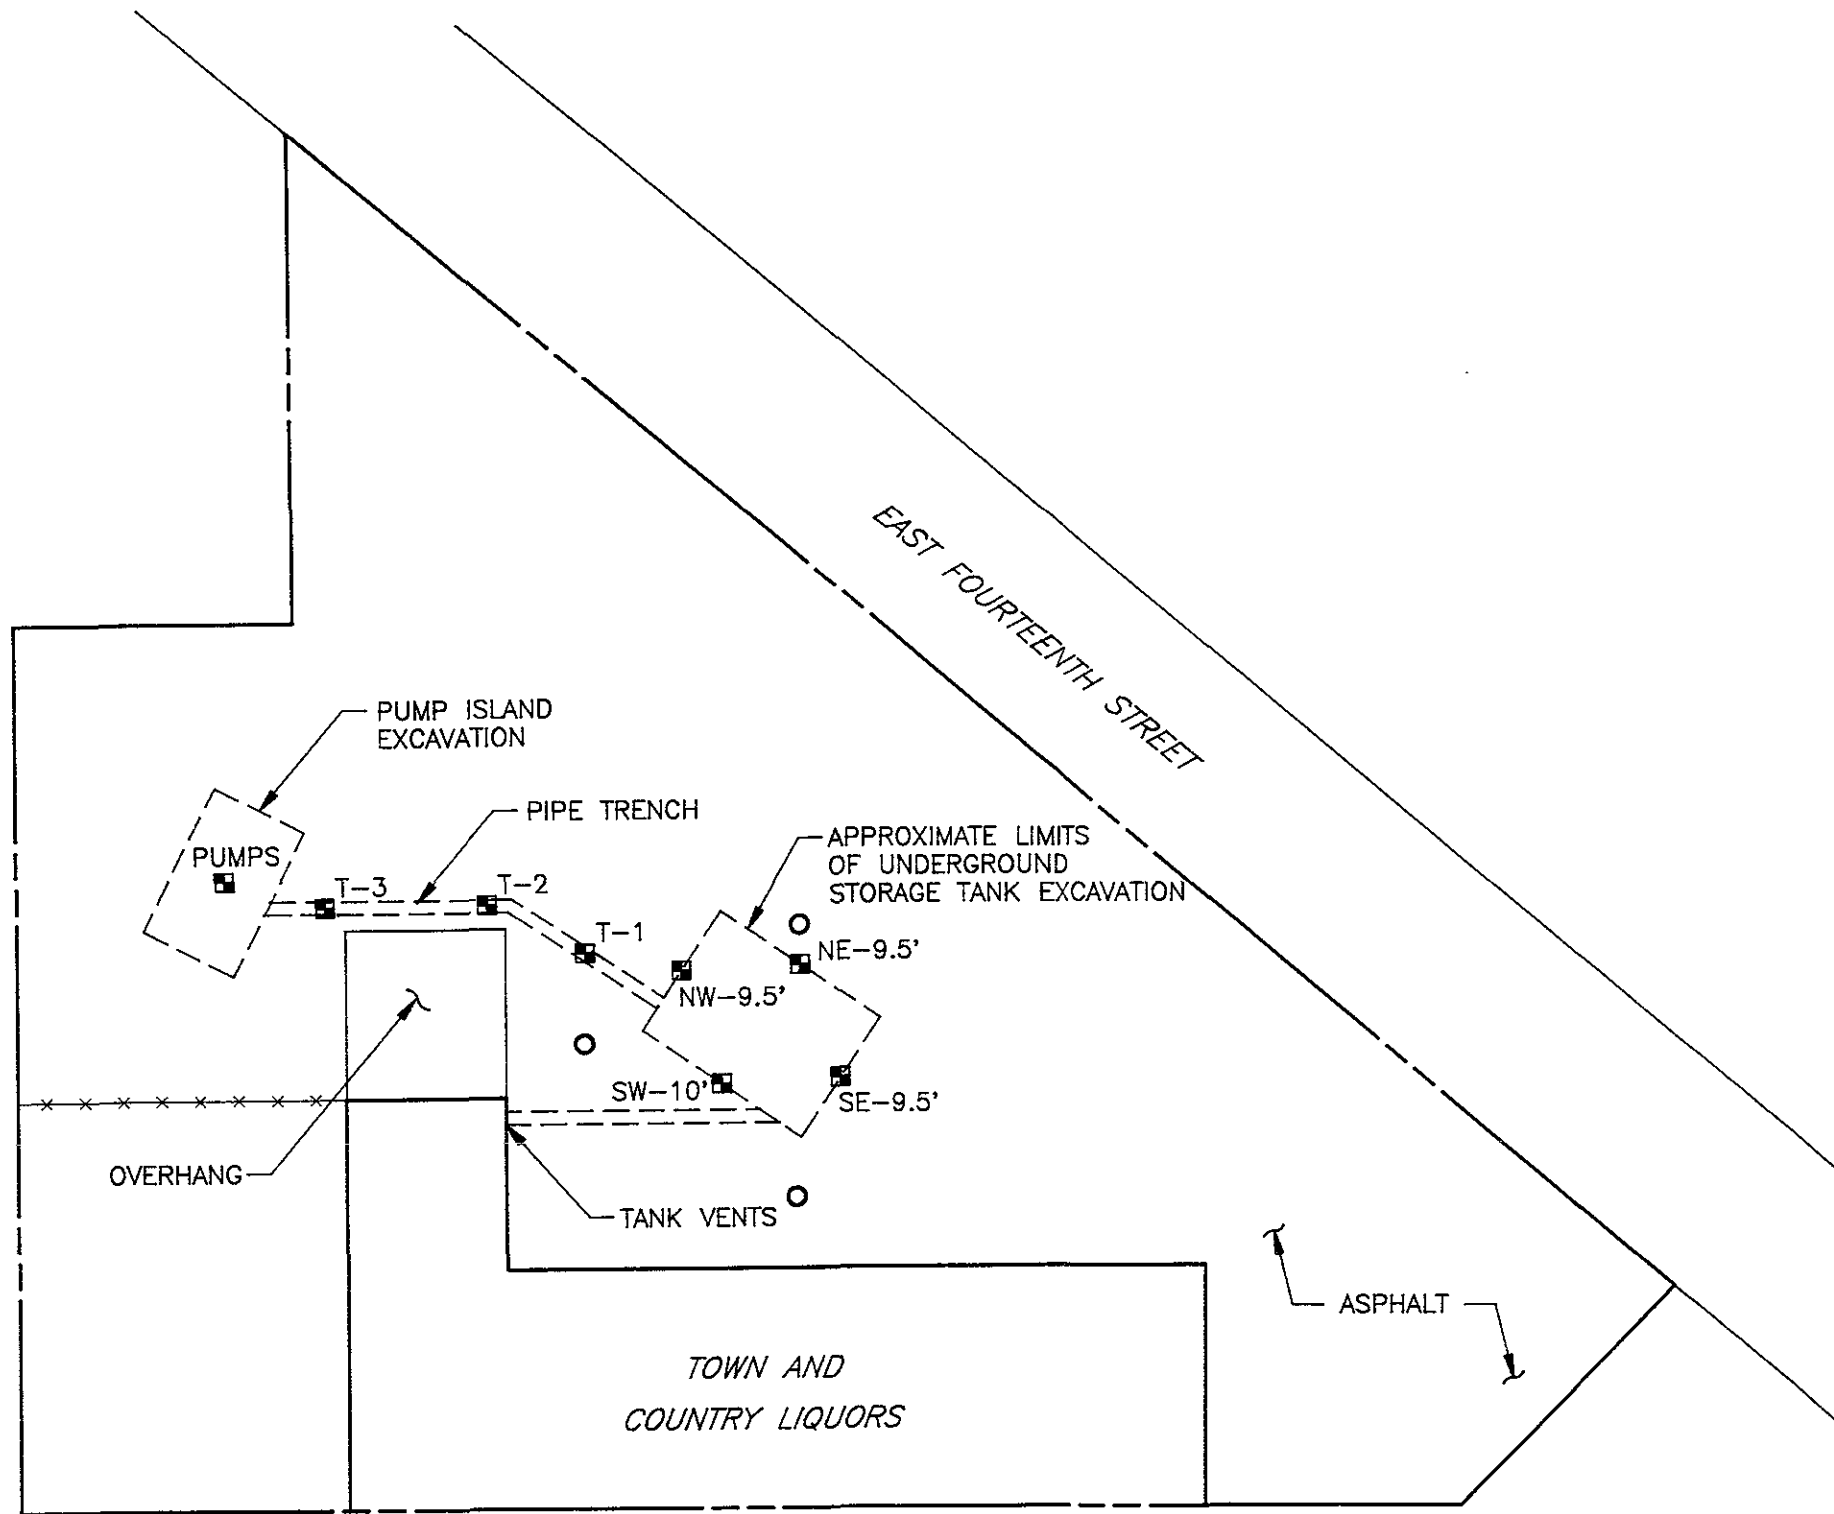 EAST FOURTEENTH STREET
PUMP ISLAND
EXCAVATION
PIPE TRENCH
APPROXIMATE LIMITS
OF UNDERGROUND
STORAGE TANK EXCAVATION
PUMPS
T-3
T-2
T-1
NE-9.5'
NW-9.5'
SW-10'
SE-9.5'
OVERHANG
TANK VENTS
ASPHALT
TOWN AND
COUNTRY LIQUORS